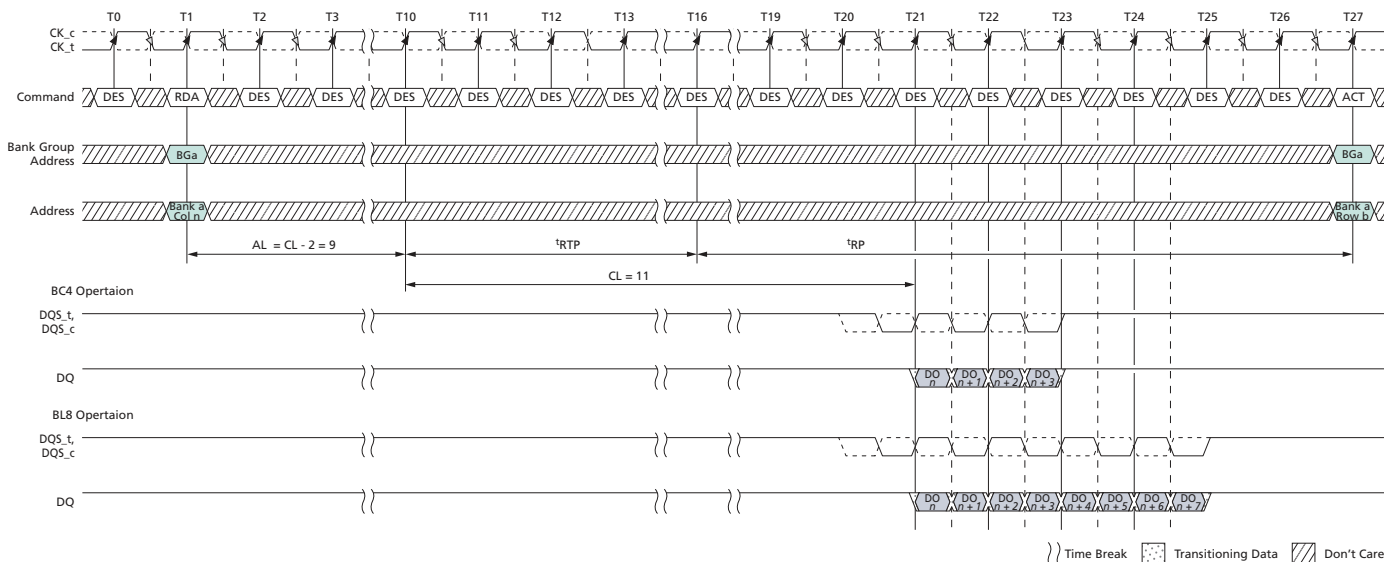 T0 T1 T2 T3 T10 T11 T12 T13 T16 T19 T20 T21 T22 T23 T24 T25 T26 T27
CK_c
CK_t
Command DES RDA DES DES DES DES DES DES DES DES DES DES DES DES DES DES DES ACT
Bank Group
Address
BGa BGa
Address
Bank a
Col n
Bank a
Row b
AL = CL - 2 = 9 tRTP tRP
CL = 11
BC4 Opertaion
DQS_t,
DQS_c
DQ
DO
n
DO
n + 1
DO
n + 2
DO
n + 3
BL8 Opertaion
DQS_t,
DQS_c
DQ
DO
n
DO
n + 1
DO
n + 2
DO
n + 3
DO
n + 4
DO
n + 5
DO
n + 6
DO
n + 7
Time Break Transitioning Data Don't Care